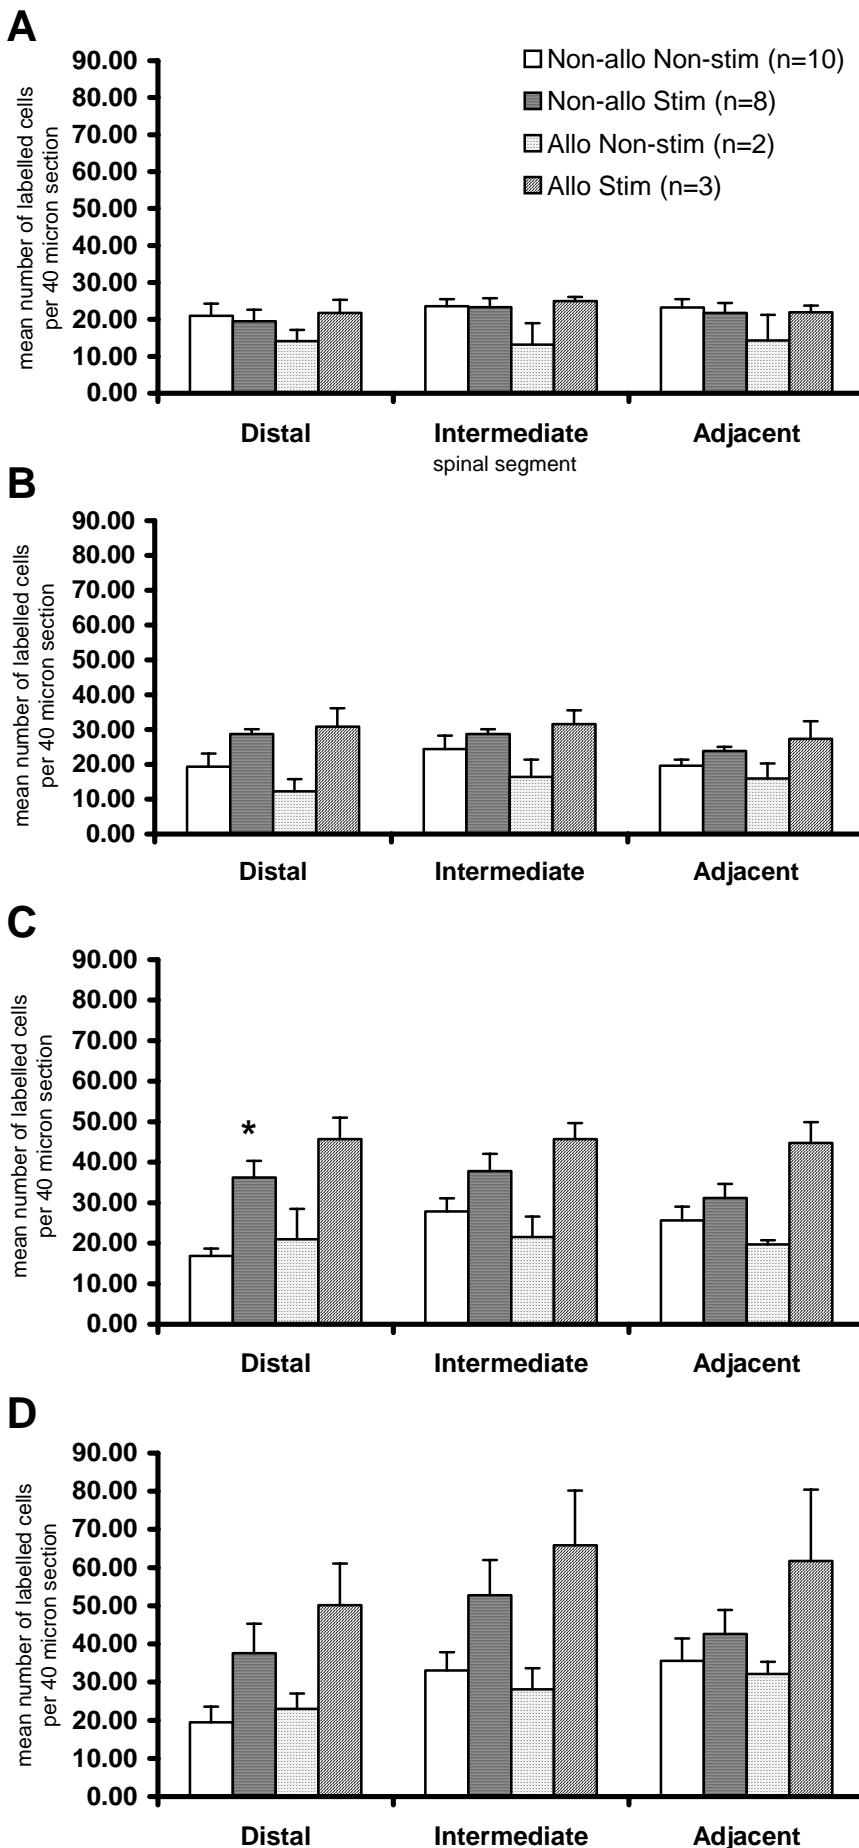 A
mean number of labelled cells
per 40 micron section
90.00
80.00
70.00
60.00
50.00
40.00
30.00
20.00
10.00
0.00
Non-allo Non-stim (n=10)
Non-allo Stim (n=8)
Allo Non-stim (n=2)
Allo Stim (n=3)
Distal Intermediate Adjacent
spinal segment
B
mean number of labelled cells
per 40 micron section
90.00
80.00
70.00
60.00
50.00
40.00
30.00
20.00
10.00
0.00
Distal Intermediate Adjacent
C
mean number of labelled cells
per 40 micron section
90.00
80.00
70.00
60.00
50.00
40.00
30.00
20.00
10.00
0.00
*
Distal Intermediate Adjacent
D
mean number of labelled cells
per 40 micron section
90.00
80.00
70.00
60.00
50.00
40.00
30.00
20.00
10.00
0.00
Distal Intermediate Adjacent